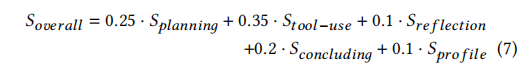 S_overall = 0.25 · S_planning + 0.35 · S_tool−use + 0.1 · S_reflection
+0.2 · S_concluding + 0.1 · S_profile (7)